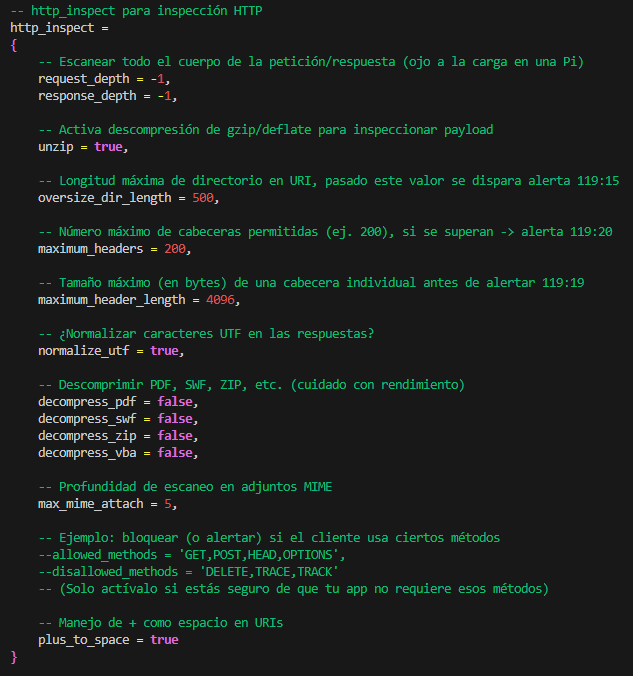 -- http_inspect para inspección HTTP
http_inspect =
{
-- Escanear todo el cuerpo de la petición/respuesta (ojo a la carga en una Pi)
request_depth = -1,
response_depth = -1,
-- Activa descompresión de gzip/deflate para inspeccionar payload
unzip = true,
-- Longitud máxima de directorio en URI, pasado este valor se dispara alerta 119:15
oversize_dir_length = 500,
-- Número máximo de cabeceras permitidas (ej. 200), si se superan -> alerta 119:20
maximum_headers = 200,
-- Tamaño máximo (en bytes) de una cabecera individual antes de alertar 119:19
maximum_header_length = 4096,
-- ¿Normalizar caracteres UTF en las respuestas?
normalize_utf = true,
-- Descomprimir PDF, SWF, ZIP, etc. (cuidado con rendimiento)
decompress_pdf = false,
decompress_swf = false,
decompress_zip = false,
decompress_vba = false,
-- Profundidad de escaneo en adjuntos MIME
max_mime_attach = 5,
-- Ejemplo: bloquear (o alertar) si el cliente usa ciertos métodos
--allowed_methods = 'GET,POST,HEAD,OPTIONS',
--disallowed_methods = 'DELETE,TRACE,TRACK'
-- (Solo actívalo si estás seguro de que tu app no requiere esos métodos)
-- Manejo de + como espacio en URIs
plus_to_space = true
}